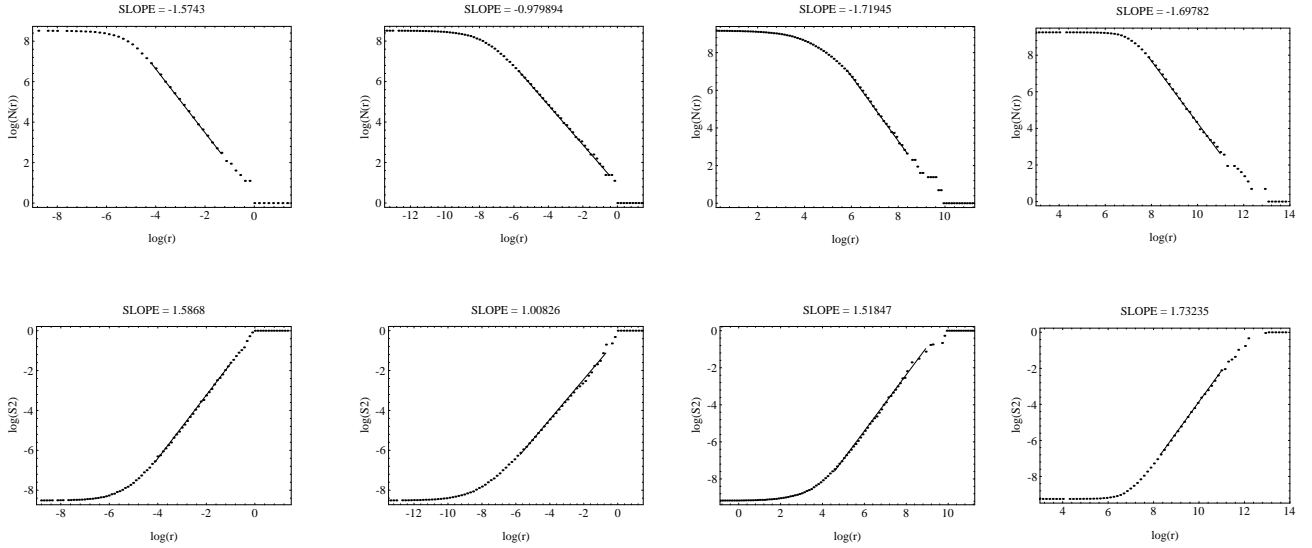 SLOPE = -1.5743 SLOPE = -0.979894 SLOPE = -1.71945 SLOPE = -1.69782
log(N(r)) log(N(r)) log(N(r)) log(N(r))
8 8 8 8
6 6 6 6
4 4 4 4
2 2 2 2
0 0 0 0
-8 -6 -4 -2 0 -12 -10 -8 -6 -4 -2 0 2 4 6 8 10 4 6 8 10 12 14
log(r) log(r) log(r) log(r)
SLOPE = 1.5868 SLOPE = 1.00826 SLOPE = 1.51847 SLOPE = 1.73235
log(S2) log(S2) log(S2) log(S2)
0 0 0 0
-2 -2 -2 -2
-4 -4 -4 -4
-6 -6 -6 -6
-8 -8 -8 -8
-8 -6 -4 -2 0 -12 -10 -8 -6 -4 -2 0 0 2 4 6 8 10 4 6 8 10 12 14
log(r) log(r) log(r) log(r)